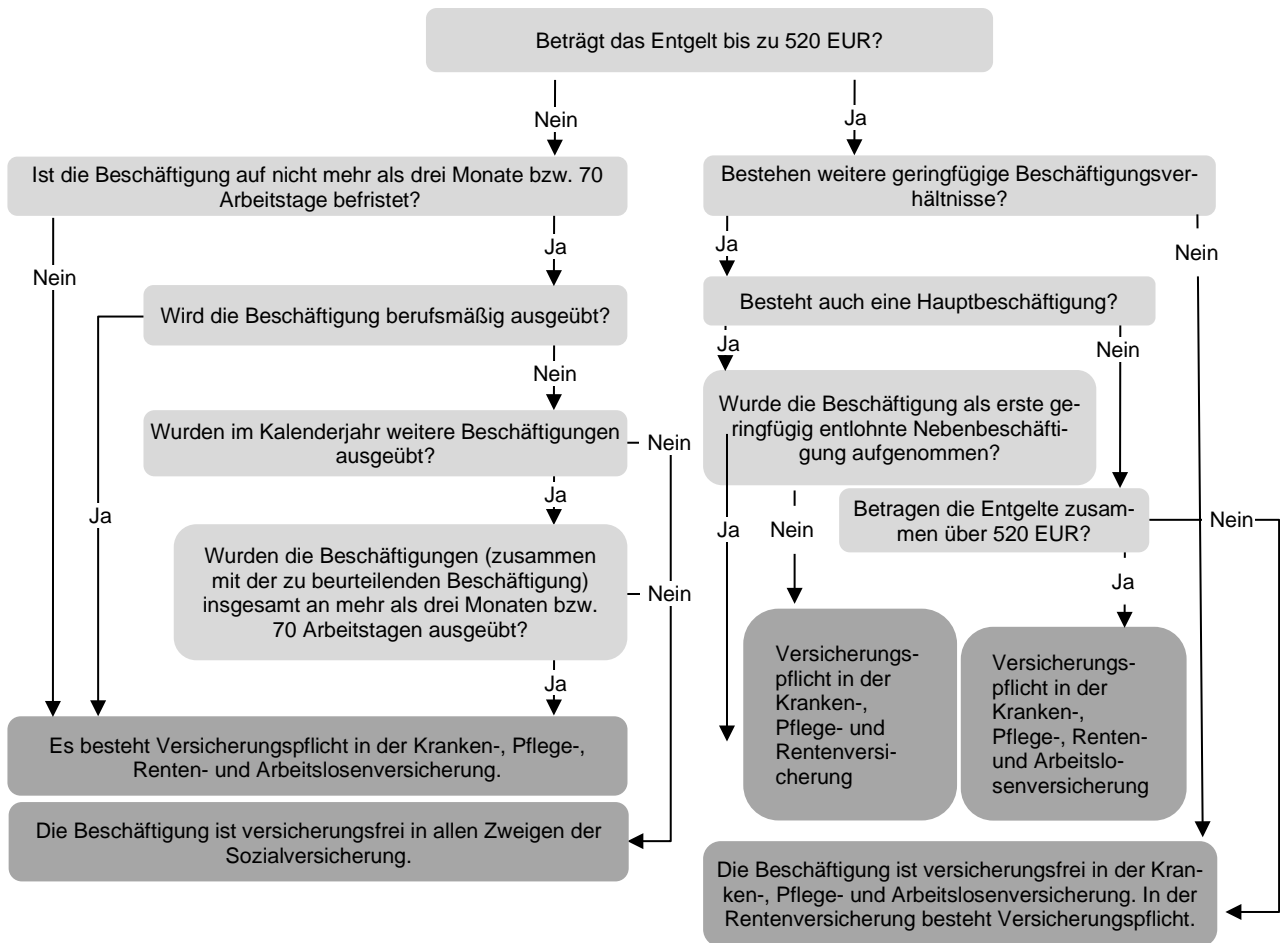 Beträgt das Entgelt bis zu 520 EUR?
Nein
Ja
Ist die Beschäftigung auf nicht mehr als drei Monate bzw. 70
Arbeitstage befristet?
Bestehen weitere geringfügige Beschäftigungsver-
hältnisse?
Nein
Ja
Ja
Nein
Wird die Beschäftigung berufsmäßig ausgeübt?
Besteht auch eine Hauptbeschäftigung?
Ja
Nein
Ja
Nein
Wurden im Kalenderjahr weitere Beschäftigungen
ausgeübt?
Nein
Wurde die Beschäftigung als erste ge-
ringfügig entlohnte Nebenbeschäfti-
gung aufgenommen?
Ja
Ja
Nein
Betragen die Entgelte zusam-
men über 520 EUR?
Nein
Wurden die Beschäftigungen (zusammen
mit der zu beurteilenden Beschäftigung)
insgesamt an mehr als drei Monaten bzw.
70 Arbeitstagen ausgeübt?
Nein
Ja
Ja
Versicherungs-
pflicht in der
Kranken-,
Pflege- und
Rentenversi-
cherung
Versicherungs-
pflicht in der
Kranken-,
Pflege-, Renten-
und Arbeitslo-
senversicherung
Es besteht Versicherungspflicht in der Kranken-, Pflege-,
Renten- und Arbeitslosenversicherung.
Die Beschäftigung ist versicherungsfrei in allen Zweigen der
Sozialversicherung.
Die Beschäftigung ist versicherungsfrei in der Kran-
ken-, Pflege- und Arbeitslosenversicherung. In der
Rentenversicherung besteht Versicherungspflicht.